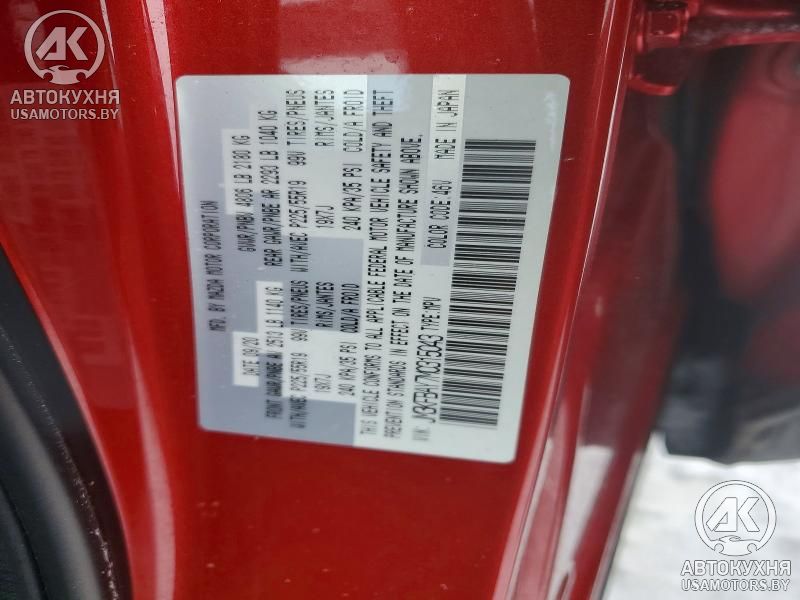 AK
АВТОКУХНЯ
USAMOTORS.BY
MFD. BY MAZDA MOTOR CORPORATION
DATE 09/20 GVWR/PNBV 4806 LB 2180 KG
FRONT GAWR/PNBE AV 2513 LB 1140 KG REAR GAWR/PNBE AR 2293 LB 1040 KG
WITH/AVEC P225/55R19 99V TIRES/PNEUS WITH/AVEC P225/55R19 99V TIRES/PNEUS
19X7J RIMS/JANTES 19X7J RIMS/JANTES
240 KPA/35 PSI COLD/A FROID 240 KPA/35 PSI COLD/A FROID
THIS VEHICLE CONFORMS TO ALL APPLICABLE FEDERAL MOTOR VEHICLE SAFETY AND THEFT
PREVENTION STANDARDS IN EFFECT ON THE DATE OF MANUFACTURE SHOWN ABOVE.
COLOR CODE:46V MADE IN JAPAN
VIN: TYPE:MPV
AK
АВТОКУХНЯ
USAMOTORS.BY